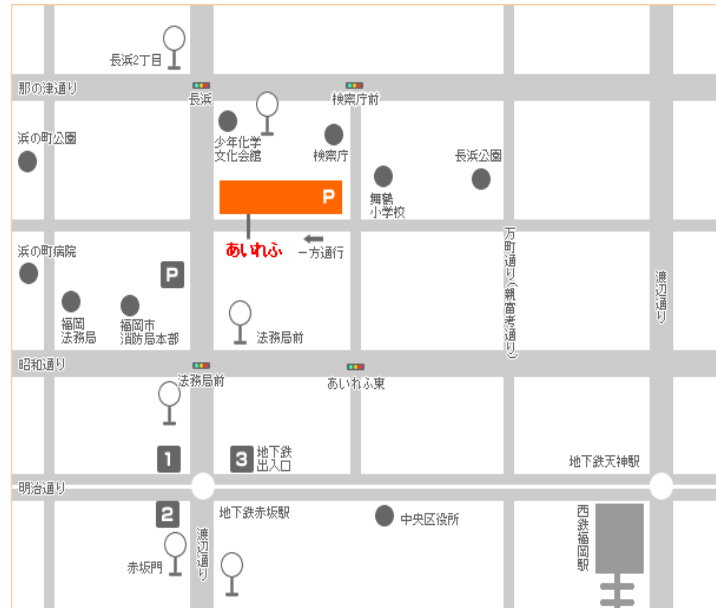 長浜2丁目
那の津通り
長浜
検察庁前
浜の町公園
少年化学
文化会館
検察庁
長浜公園
舞鶴
小学校
P
あいれふ
一方通行
浜の町病院
P
福岡
法務局
福岡市
消防局本部
法務局前
万町通り(親富孝通り)
渡辺通り
昭和通り
法務局前
あいれふ東
1
3
地下鉄
出入口
地下鉄天神駅
明治通り
2
地下鉄赤坂駅
中央区役所
西鉄福岡駅
赤坂門
渡辺通り